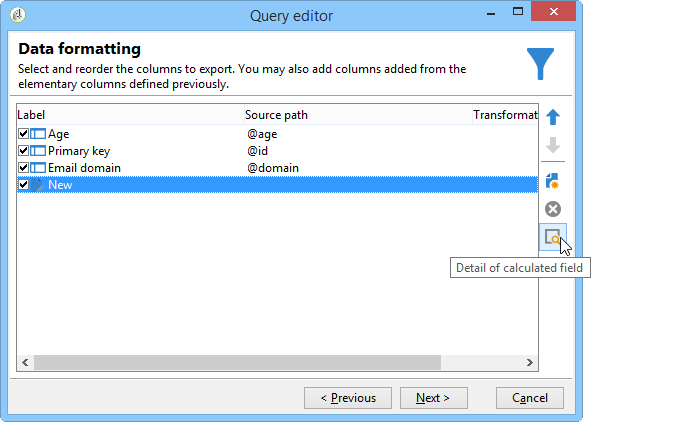 Query editor
Data formatting
Select and reorder the columns to export. You may also add columns added from the
elementary columns defined previously.
Label Source path Transformat
Age @age
Primary key @id
Email domain @domain
New
Detail of calculated field
< Previous Next > Cancel